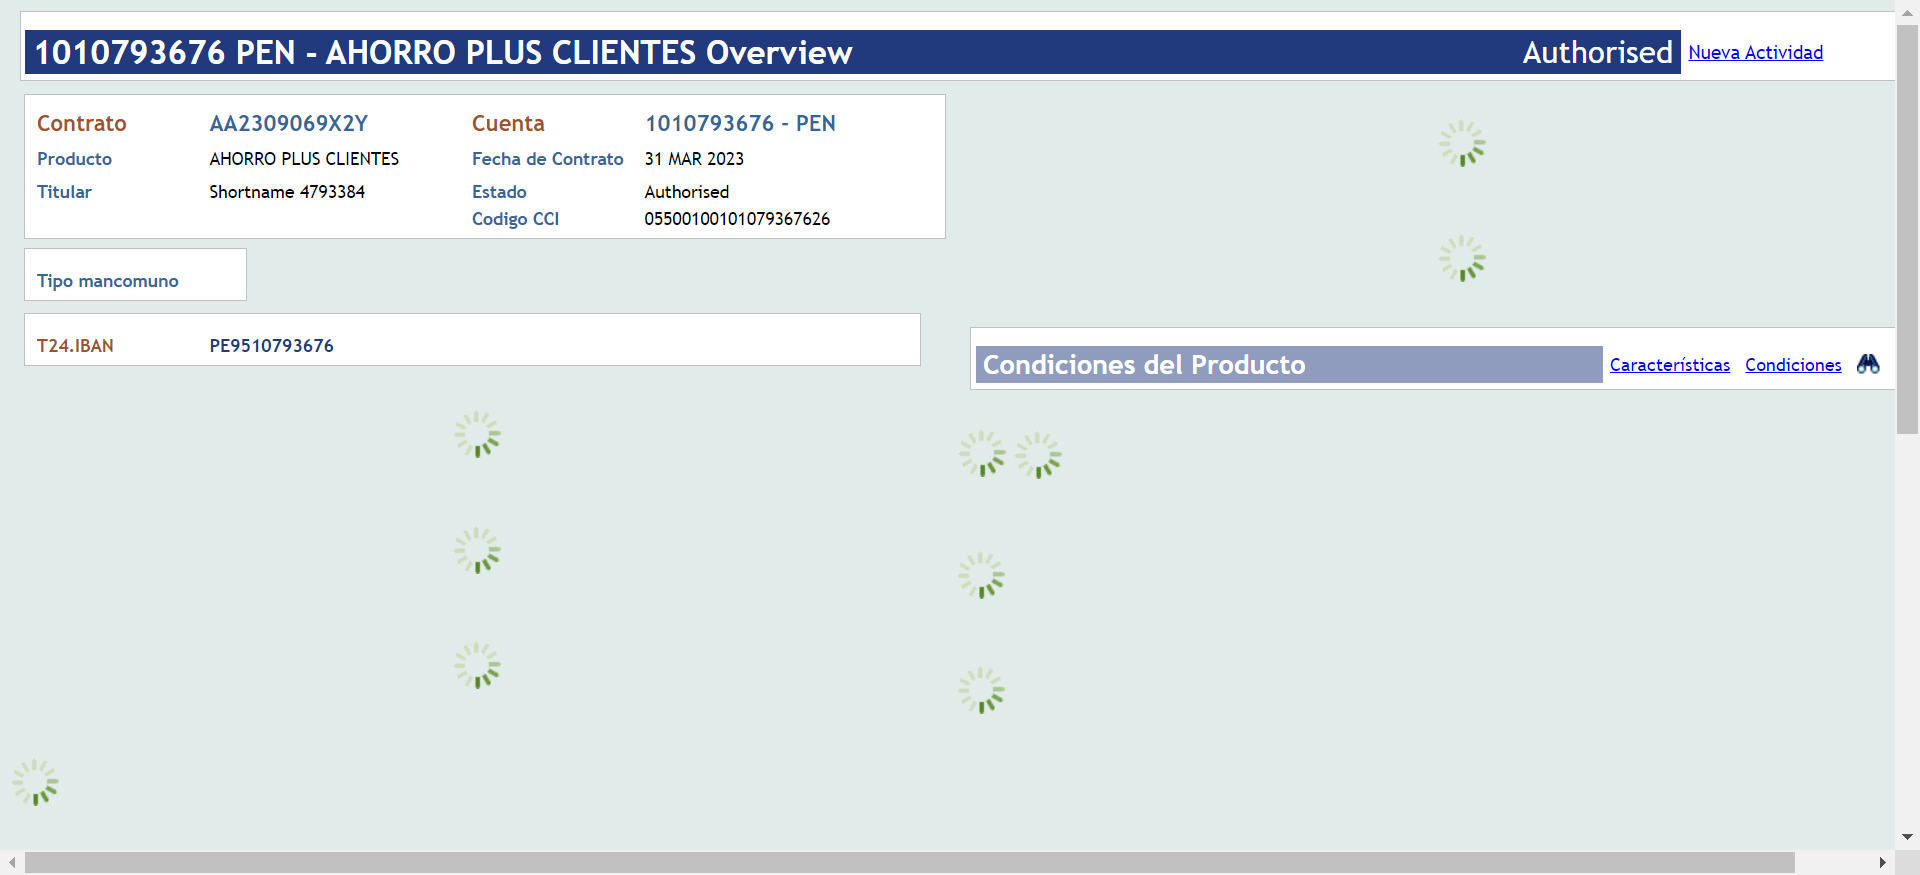 1010793676 PEN - AHORRO PLUS CLIENTES Overview Authorised Nueva Actividad
Contrato AA2309069X2Y Cuenta 1010793676 - PEN
Producto AHORRO PLUS CLIENTES Fecha de Contrato 31 MAR 2023
Titular Shortname 4793384 Estado Authorised
Codigo CCI 05500100101079367626
Tipo mancomuno
T24.IBAN PE9510793676
Condiciones del Producto Características Condiciones